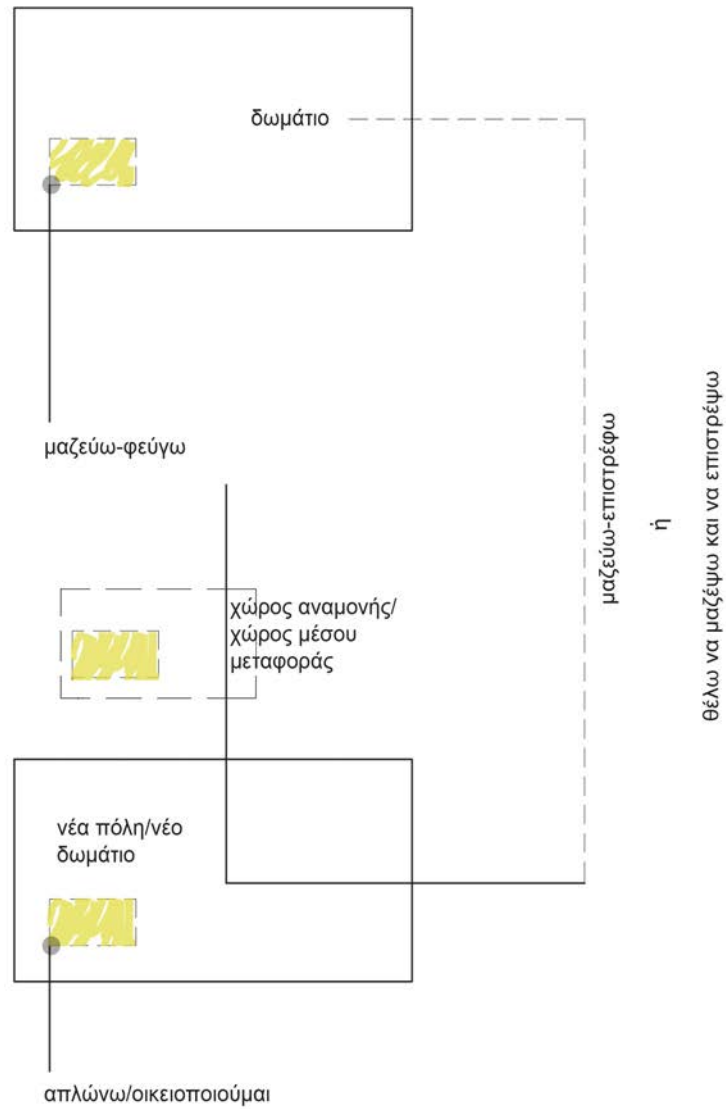 δωμάτιο
μαζεύω-φεύγω
χώρος αναμονής/
χώρος μέσου
μεταφοράς
νέα πόλη/νέο
δωμάτιο
απλώνω/οικειοποιούμαι
μαζεύω-επιστρέφω
ή
θέλω να μαζέψω και να επιστρέψω